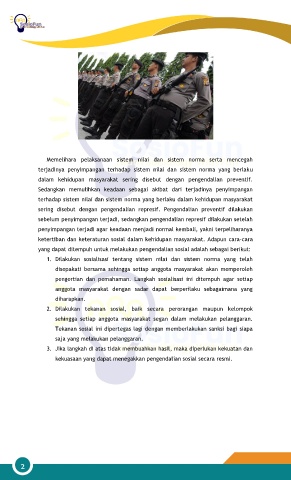 Memelihara pelaksanaan sistem nilai dan sistem norma serta mencegah
terjadinya penyimpangan terhadap sistem nilai dan sistem norma yang berlaku
dalam kehidupan masyarakat sering disebut dengan pengendalian preventif.
Sedangkan memulihkan keadaan sebagai akibat dari terjadinya penyimpangan
terhadap sistem nilai dan sistem norma yang berlaku dalam kehidupan masyarakat
sering disebut dengan pengendalian represif. Pengendalian preventif dilakukan
sebelum penyimpangan terjadi, sedangkan pengendalian represif dilakukan setelah
penyimpangan terjadi agar keadaan menjadi normal kembali, yakni terpeliharanya
ketertiban dan keteraturan sosial dalam kehidupan masyarakat. Adapun cara-cara
yang dapat ditempuh untuk melakukan pengendalian sosial adalah sebagai berikut:
1. Dilakukan sosialisasi tentang sistem nilai dan sistem norma yang telah
disepakati bersama sehingga setiap anggota masyarakat akan memperoleh
pengertian dan pemahaman. Langkah sosialisasi ini ditempuh agar setiap
anggota masyarakat dengan sadar dapat berperilaku sebagaimana yang
diharapkan.
2. Dilakukan tekanan sosial, baik secara perorangan maupun kelompok
sehingga setiap anggota masyarakat segan dalam melakukan pelanggaran.
Tekanan sosial ini dipertegas lagi dengan memberlakukan sanksi bagi siapa
saja yang melakukan pelanggaran.
3. Jika langkah di atas tidak membuahkan hasil, maka diperlukan kekuatan dan
kekuasaan yang dapat menegakkan pengendalian sosial secara resmi.
2